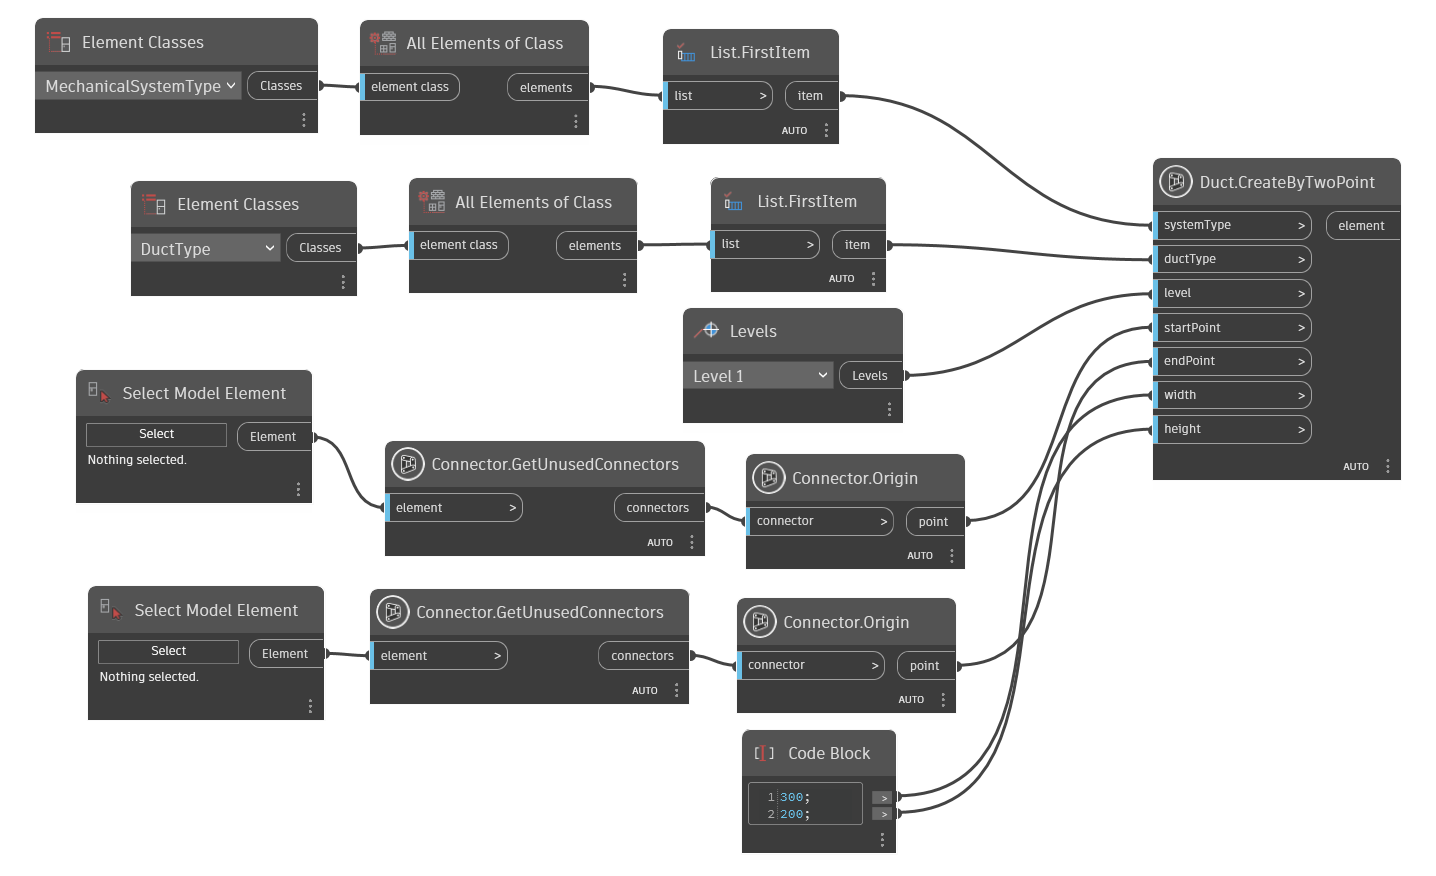 Element Classes
MechanicalSystemType
Classes
All Elements of Class
element class
elements
List.FirstItem
list >
item
AUTO
Element Classes
DuctType
Classes
All Elements of Class
element class
elements
List.FirstItem
list >
item
AUTO
Levels
Level 1
Levels
Select Model Element
Select
Element
Nothing selected.
Connector.GetUnusedConnectors
element >
connectors
AUTO
Connector.Origin
connector >
point
AUTO
Select Model Element
Select
Element
Nothing selected.
Connector.GetUnusedConnectors
element >
connectors
AUTO
Connector.Origin
connector >
point
AUTO
Code Block
1 300; >
2 200; >
Duct.CreateByTwoPoint
systemType >
element
ductType >
level >
startPoint >
endPoint >
width >
height >
AUTO